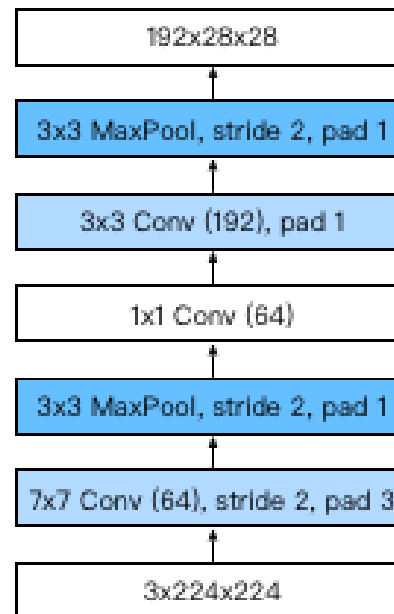 192x28x28
3x3 MaxPool, stride 2, pad 1
3x3 Conv (192), pad 1
1x1 Conv (64)
3x3 MaxPool, stride 2, pad 1
7x7 Conv (64), stride 2, pad 3
3x224x224